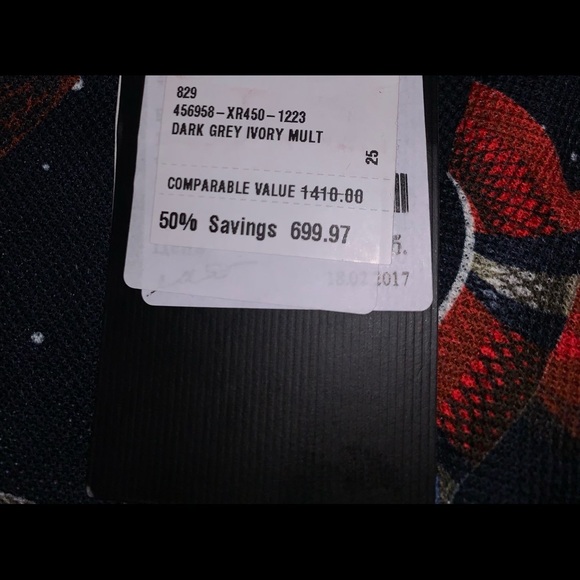 829
456958-XR450-1223
DARK GREY IVORY MULT
25
COMPARABLE VALUE 1410.00
50% Savings 699.97
18.02 2017